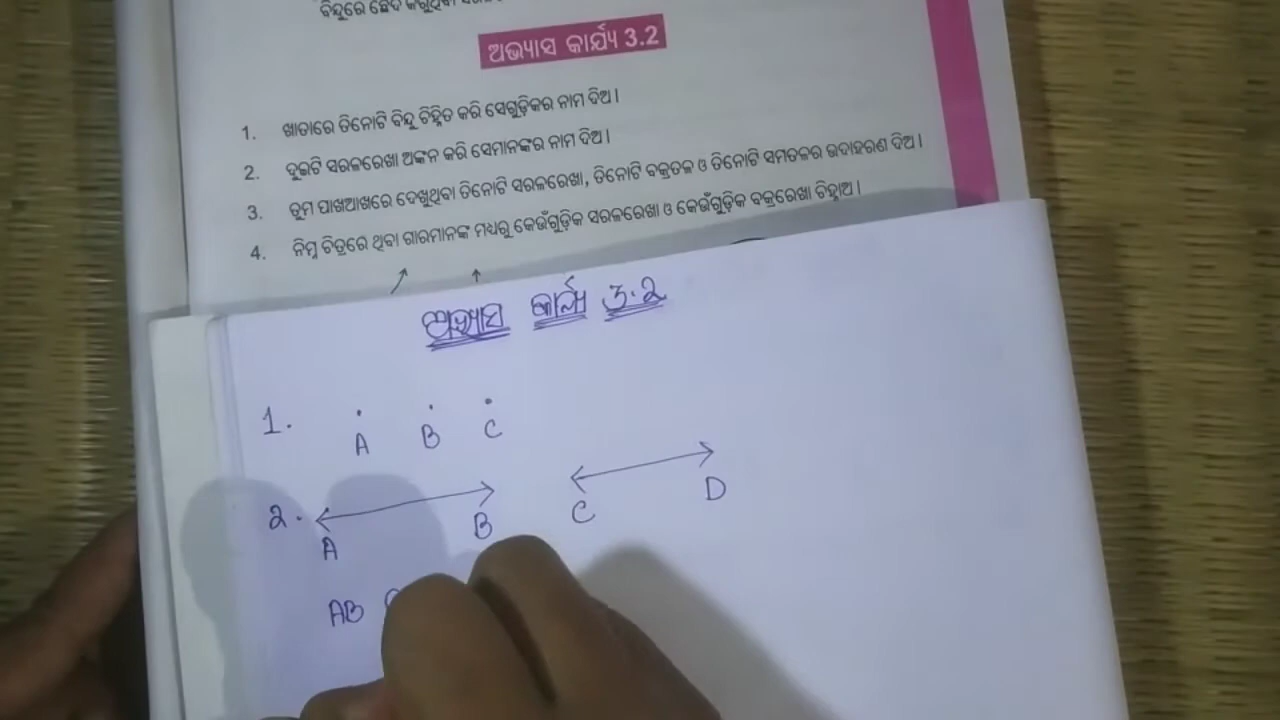 ବିନ୍ଦୁରେ ଛେଦ କରୁଥିବା
ଅଭ୍ୟାସ କାର୍ଯ୍ୟ 3.2
1. ଖାତାରେ ତିନୋଟି ବିନ୍ଦୁ ଚିହ୍ନିତ କରି ସେଗୁଡ଼ିକର ନାମ ଦିଅ।
2. ଦୁଇଟି ସରଳରେଖା ଅଙ୍କନ କରି ସେମାନଙ୍କର ନାମ ଦିଅ।
3. ତୁମ ପାଖଆଖରେ ଦେଖୁଥିବା ତିନୋଟି ସରଳରେଖା, ତିନୋଟି ବକ୍ରତଳ ଓ ତିନୋଟି ସମତଳର ଉଦାହରଣ ଦିଅ।
4. ନିମ୍ନ ଚିତ୍ରରେ ଥିବା ଗାରମାନଙ୍କ ମଧ୍ୟରୁ କେଉଁଗୁଡ଼ିକ ସରଳରେଖା ଓ କେଉଁଗୁଡ଼ିକ ବକ୍ରରେଖା ଚିହ୍ନାଅ।
ଅଭ୍ୟାସ କାର୍ଯ୍ୟ 3.2
1. A B C
2. A B C D
AB